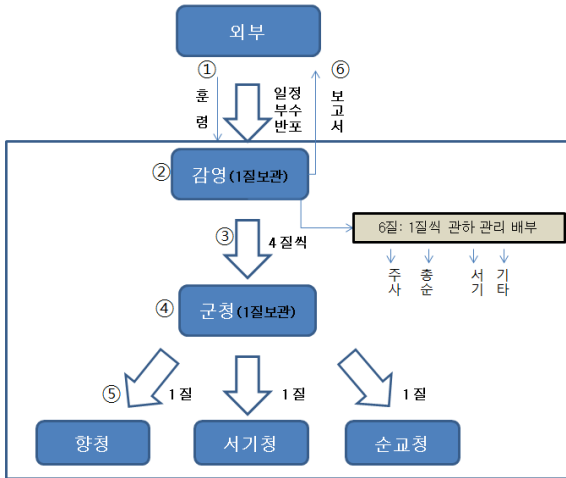 외부
①
⑥
훈령
일정
부수
반포
보고서
②
감영(1질보관)
③
4질씩
6질: 1질씩 관하 관리 배부
주사
총순
서기
기타
④
군청(1질보관)
⑤
1질
1질
1질
향청
서기청
순교청